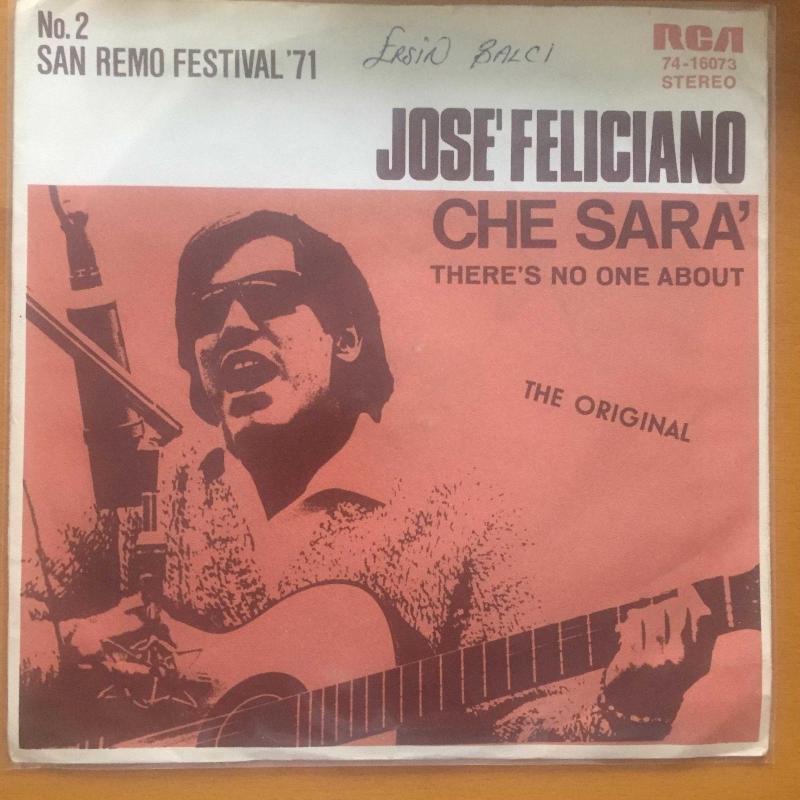 No. 2
SAN REMO FESTIVAL '71
Ersin BALCI
RCA
74-16073
STEREO
JOSE' FELICIANO
CHE SARA'
THERE'S NO ONE ABOUT
THE ORIGINAL